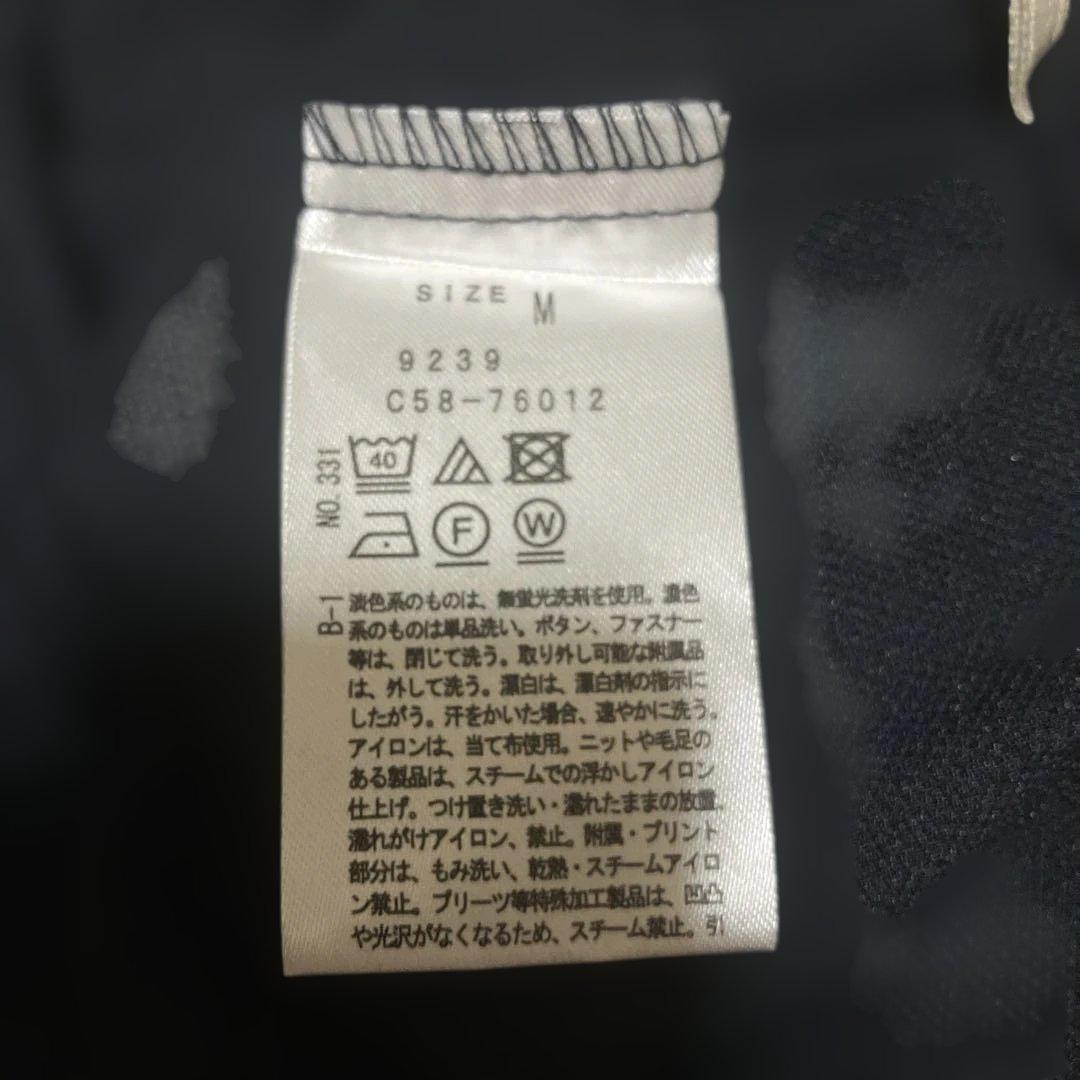 SIZE M
9239
C58-76012
NO.331
40
F W
B-1
淡色系のものは、無蛍光洗剤を使用。濃色
系のものは単品洗い。ボタン、ファスナー
等は、閉じて洗う。取り外し可能な附属品
は、外して洗う。漂白は、漂白剤の指示に
したがう。汗をかいた場合、速やかに洗う。
アイロンは、当て布使用。ニットや毛足の
ある製品は、スチームでの浮かしアイロン
仕上げ。つけ置き洗い・濡れたままの放置、
濡れがけアイロン、禁止。附属・プリント
部分は、もみ洗い、乾熱・スチームアイロ
ン禁止。プリーツ等特殊加工製品は、凹凸
や光沢がなくなるため、スチーム禁止。引